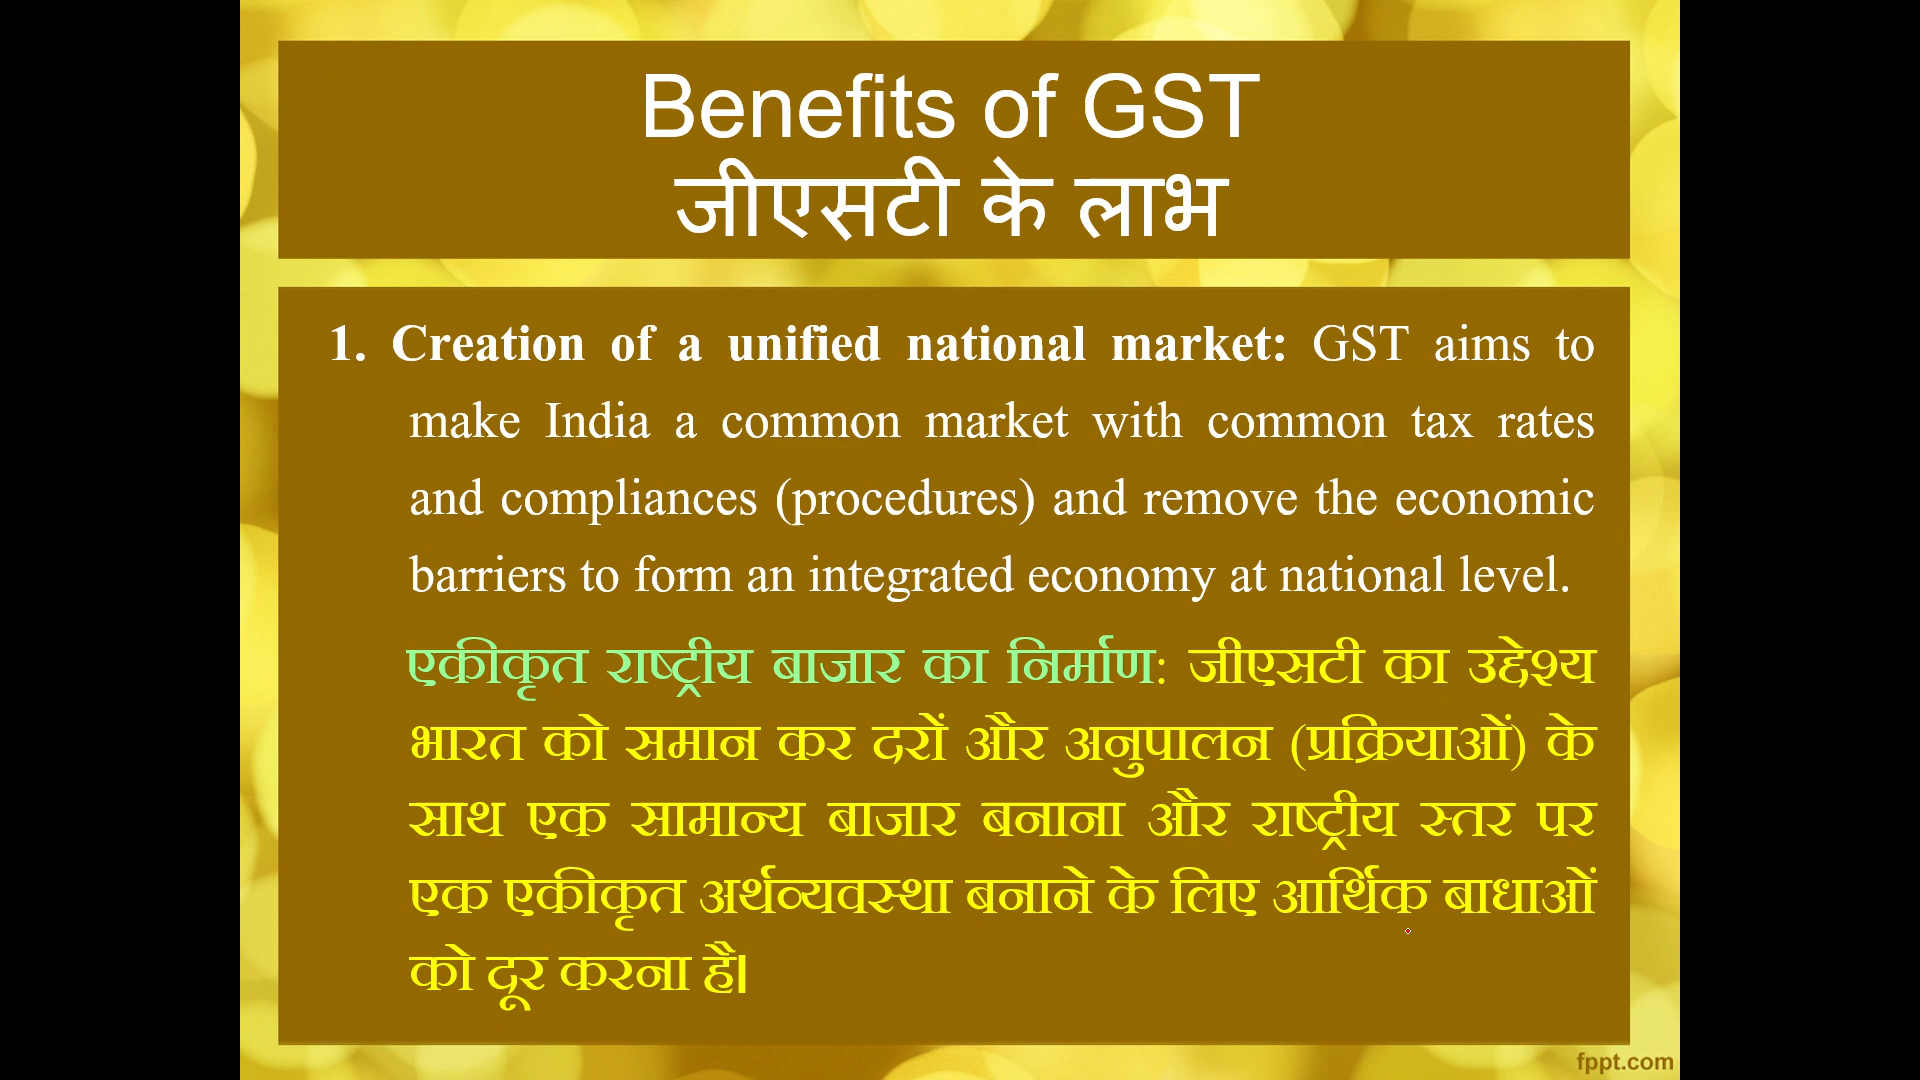 Benefits of GST
जीएसटी के लाभ
1. Creation of a unified national market: GST aims to
make India a common market with common tax rates
and compliances (procedures) and remove the economic
barriers to form an integrated economy at national level.
एकीकृत राष्ट्रीय बाजार का निर्माण: जीएसटी का उद्देश्य
भारत को समान कर दरों और अनुपालन (प्रक्रियाओं) के
साथ एक सामान्य बाजार बनाना और राष्ट्रीय स्तर पर
एक एकीकृत अर्थव्यवस्था बनाने के लिए आर्थिक बाधाओं
को दूर करना है।
fppt.com